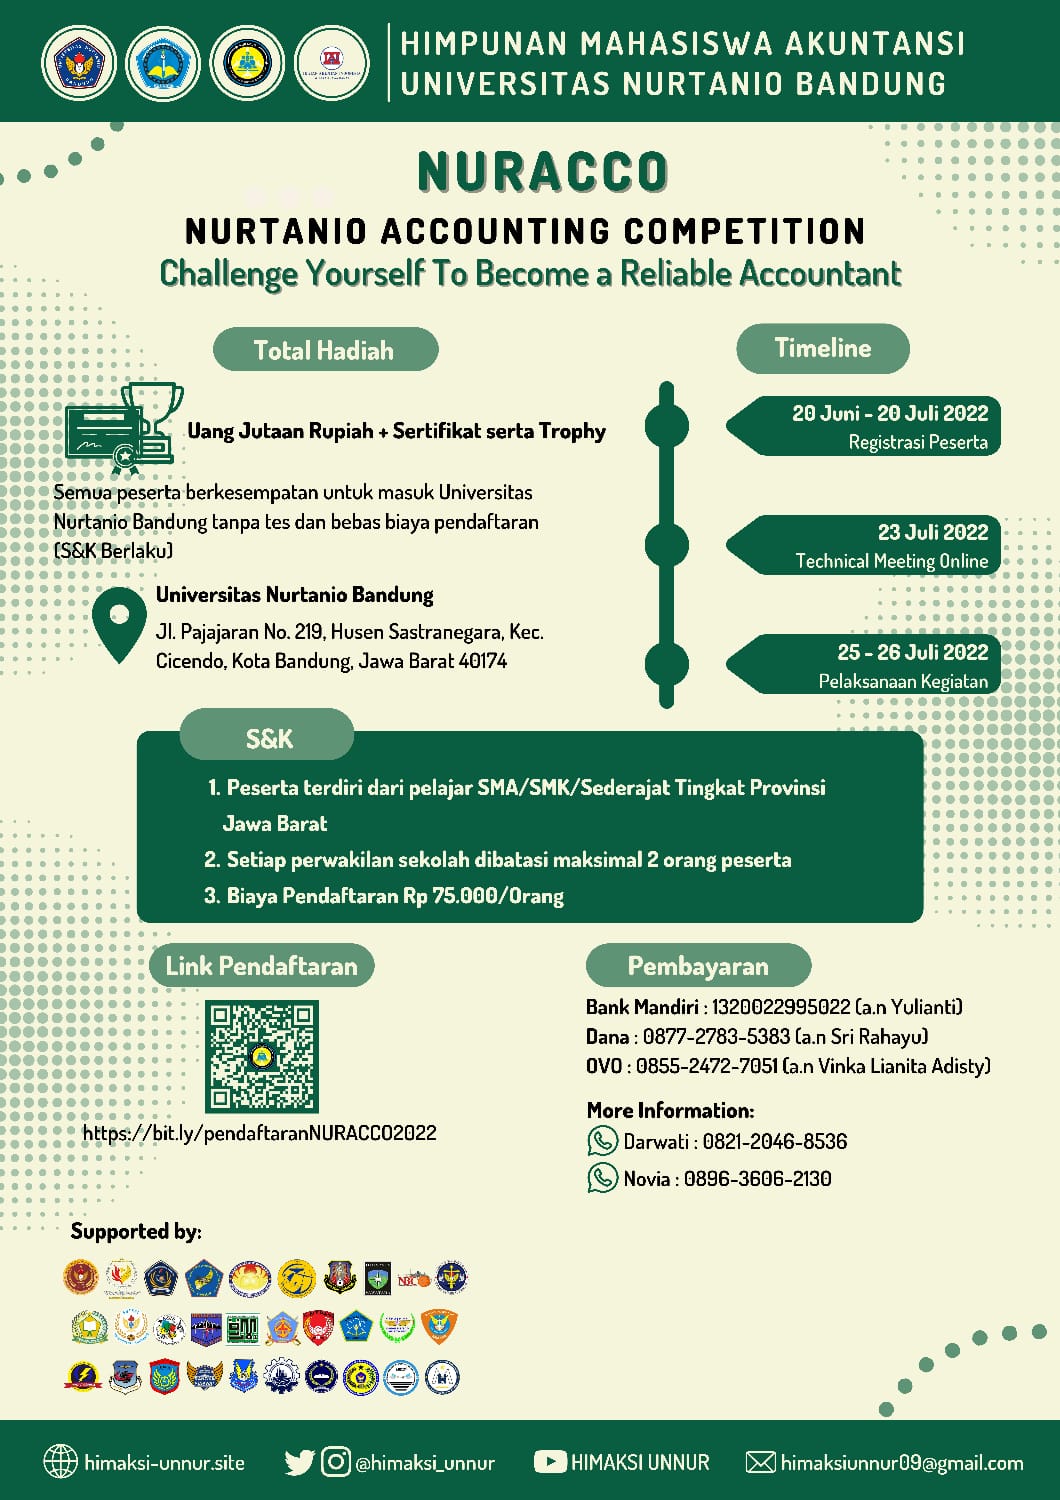 HIMPUNAN MAHASISWA AKUNTANSI
UNIVERSITAS NURTANIO BANDUNG
NURACCO
NURTANIO ACCOUNTING COMPETITION
Challenge Yourself To Become a Reliable Accountant
Total Hadiah
Uang Jutaan Rupiah + Sertifikat serta Trophy
Semua peserta berkesempatan untuk masuk Universitas
Nurtanio Bandung tanpa tes dan bebas biaya pendaftaran
(S&K Berlaku)
Universitas Nurtanio Bandung
Jl. Pajajaran No. 219, Husen Sastranegara, Kec.
Cicendo, Kota Bandung, Jawa Barat 40174
Timeline
20 Juni - 20 Juli 2022
Registrasi Peserta
23 Juli 2022
Technical Meeting Online
25 - 26 Juli 2022
Pelaksanaan Kegiatan
S&K
1. Peserta terdiri dari pelajar SMA/SMK/Sederajat Tingkat Provinsi
Jawa Barat
2. Setiap perwakilan sekolah dibatasi maksimal 2 orang peserta
3. Biaya Pendaftaran Rp 75.000/Orang
Link Pendaftaran
https://bit.ly/pendaftaranNURACCO2022
Pembayaran
Bank Mandiri : 1320022995022 (a.n Yulianti)
Dana : 0877-2783-5383 (a.n Sri Rahayu)
OVO : 0855-2472-7051 (a.n Vinka Lianita Adisty)
More Information:
Darwati : 0821-2046-8536
Novia : 0896-3606-2130
Supported by:
himaksi-unnur.site
@himaksi_unnur
HIMAKSI UNNUR
himaksiunnur09@gmail.com